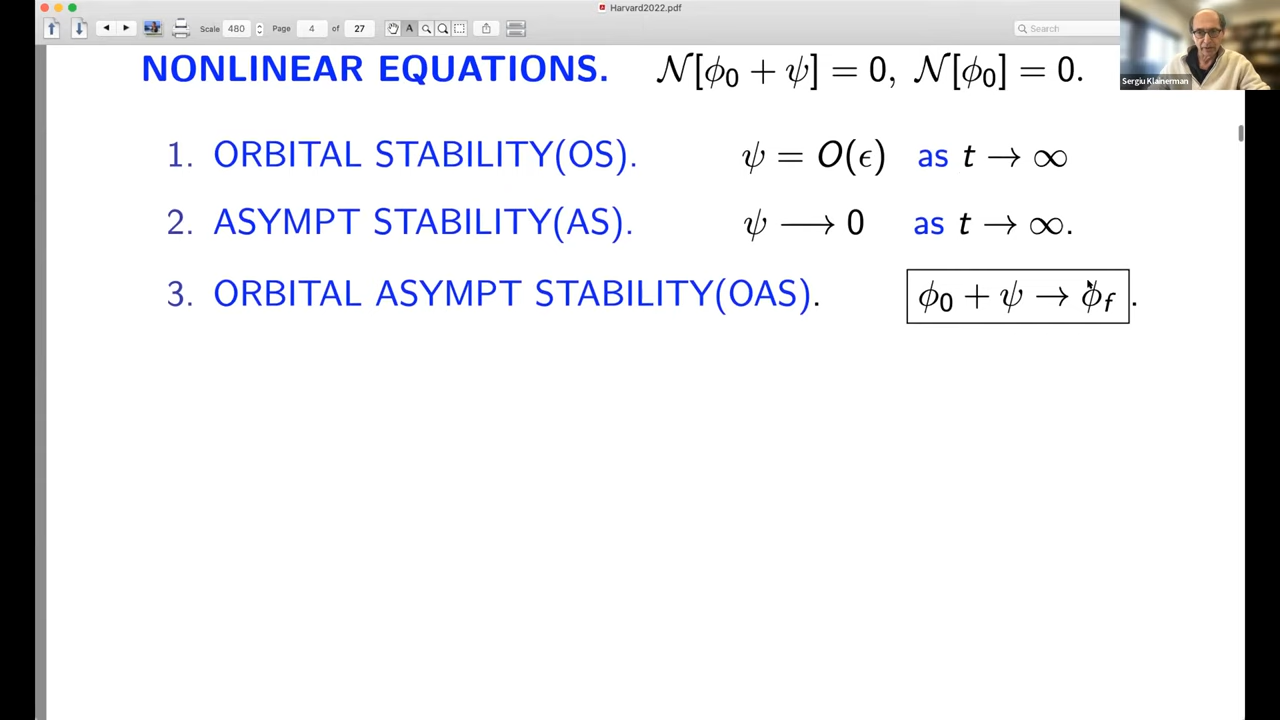 Harvard2022.pdf
Scale 480 Page 4 of 27 Search
Sergiu Klainerman
NONLINEAR EQUATIONS. 𝒩[ϕ₀ + ψ] = 0, 𝒩[ϕ₀] = 0.
1. ORBITAL STABILITY(OS). ψ = O(ϵ) as t → ∞
2. ASYMPT STABILITY(AS). ψ ⟶ 0 as t → ∞.
3. ORBITAL ASYMPT STABILITY(OAS). ϕ₀ + ψ → ϕ_f.